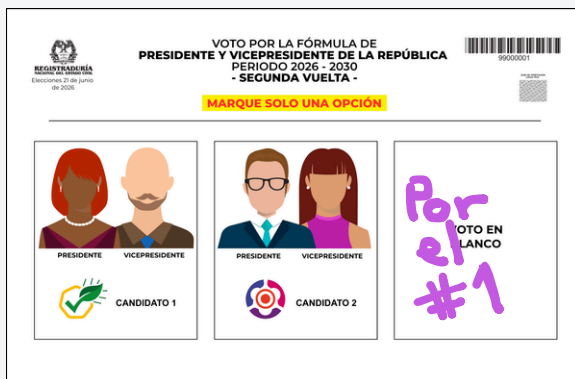 VOTO POR LA FÓRMULA DE
PRESIDENTE Y VICEPRESIDENTE DE LA REPÚBLICA
PERIODO 2026 - 2030
- SEGUNDA VUELTA -
REGISTRADURÍA
NACIONAL DEL ESTADO CIVIL
Elecciones 21 de junio
de 2026
99000001
MARQUE SOLO UNA OPCIÓN
PRESIDENTE VICEPRESIDENTE
CANDIDATO 1
PRESIDENTE VICEPRESIDENTE
CANDIDATO 2
VOTO EN
BLANCO
Por
el
#1